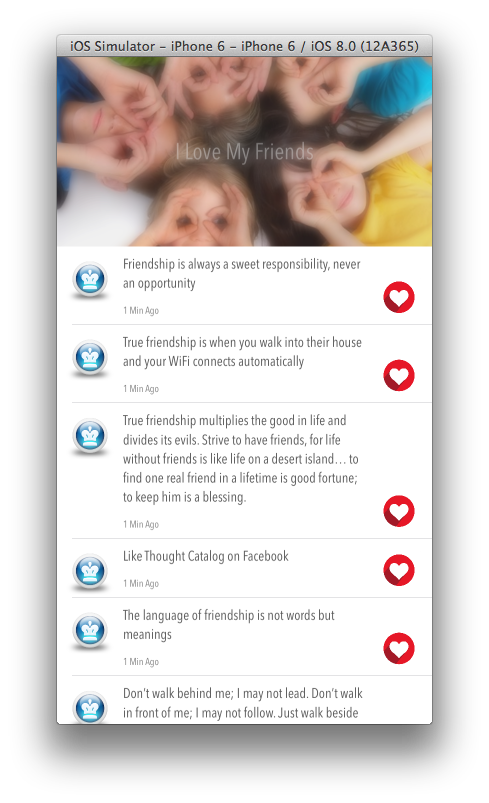 iOS Simulator – iPhone 6 – iPhone 6 / iOS 8.0 (12A365)
I Love My Friends
Friendship is always a sweet responsibility, never
an opportunity
1 Min Ago
True friendship is when you walk into their house
and your WiFi connects automatically
1 Min Ago
True friendship multiplies the good in life and
divides its evils. Strive to have friends, for life
without friends is like life on a desert island… to
find one real friend in a lifetime is good fortune;
to keep him is a blessing.
1 Min Ago
Like Thought Catalog on Facebook
1 Min Ago
The language of friendship is not words but
meanings
1 Min Ago
Don't walk behind me; I may not lead. Don't walk
in front of me; I may not follow. Just walk beside